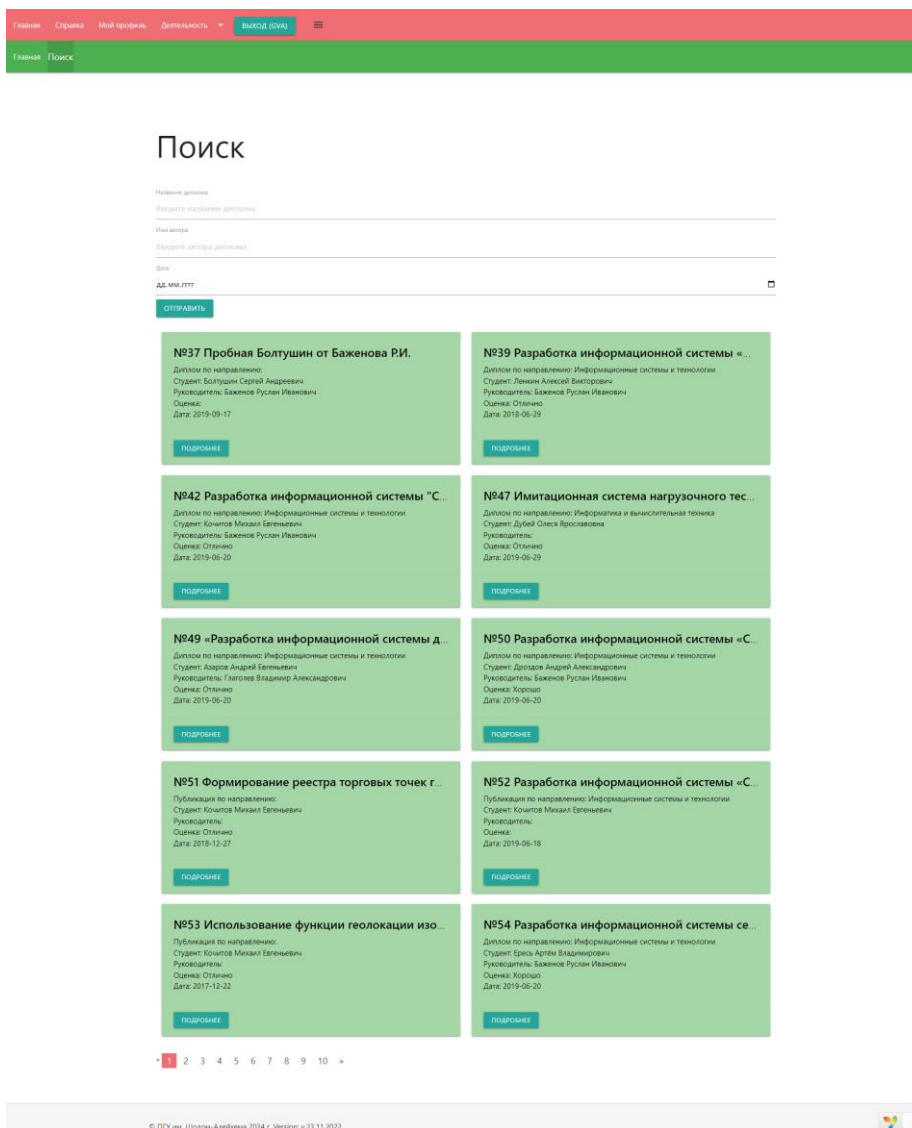 Главная Справка Мой профиль Деятельность ВЫХОД (GVA)
Главная Поиск
Поиск
Название диплома
Введите название диплома
Имя автора
Введите автора диплома
Дата
дд.мм.гггг
ОТПРАВИТЬ
№37 Пробная Болтушин от Баженова Р.И.
Диплом по направлению:
Студент: Болтушин Сергей Андреевич
Руководитель: Баженов Руслан Иванович
Оценка:
Дата: 2019-09-17
ПОДРОБНЕЕ
№39 Разработка информационной системы «...
Диплом по направлению: Информационные системы и технологии
Студент: Ленкин Алексей Викторович
Руководитель: Баженов Руслан Иванович
Оценка: Отлично
Дата: 2018-06-29
ПОДРОБНЕЕ
№42 Разработка информационной системы "С...
Диплом по направлению: Информационные системы и технологии
Студент: Кочитов Михаил Евгеньевич
Руководитель: Баженов Руслан Иванович
Оценка: Отлично
Дата: 2019-06-20
ПОДРОБНЕЕ
№47 Имитационная система нагрузочного тес...
Диплом по направлению: Информатика и вычислительная техника
Студент: Дубей Олеся Ярославовна
Руководитель:
Оценка: Отлично
Дата: 2019-06-29
ПОДРОБНЕЕ
№49 «Разработка информационной системы д...
Диплом по направлению: Информационные системы и технологии
Студент: Азаров Андрей Евгеньевич
Руководитель: Глаголев Владимир Александрович
Оценка: Отлично
Дата: 2019-06-20
ПОДРОБНЕЕ
№50 Разработка информационной системы «С...
Диплом по направлению: Информационные системы и технологии
Студент: Дроздов Андрей Александрович
Руководитель: Баженов Руслан Иванович
Оценка: Хорошо
Дата: 2019-06-20
ПОДРОБНЕЕ
№51 Формирование реестра торговых точек г...
Публикация по направлению:
Студент: Кочитов Михаил Евгеньевич
Руководитель:
Оценка: Отлично
Дата: 2018-12-27
ПОДРОБНЕЕ
№52 Разработка информационной системы «С...
Публикация по направлению: Информационные системы и технологии
Студент: Кочитов Михаил Евгеньевич
Руководитель:
Оценка:
Дата: 2019-06-18
ПОДРОБНЕЕ
№53 Использование функции геолокации изо...
Публикация по направлению:
Студент: Кочитов Михаил Евгеньевич
Руководитель:
Оценка: Отлично
Дата: 2017-12-22
ПОДРОБНЕЕ
№54 Разработка информационной системы се...
Диплом по направлению: Информационные системы и технологии
Студент: Ересь Артём Владимирович
Руководитель: Баженов Руслан Иванович
Оценка: Хорошо
Дата: 2019-06-20
ПОДРОБНЕЕ
« 1 2 3 4 5 6 7 8 9 10 »
© ПГУ им. Шолом-Алейхема 2024 г. Version: v.23.11.2022